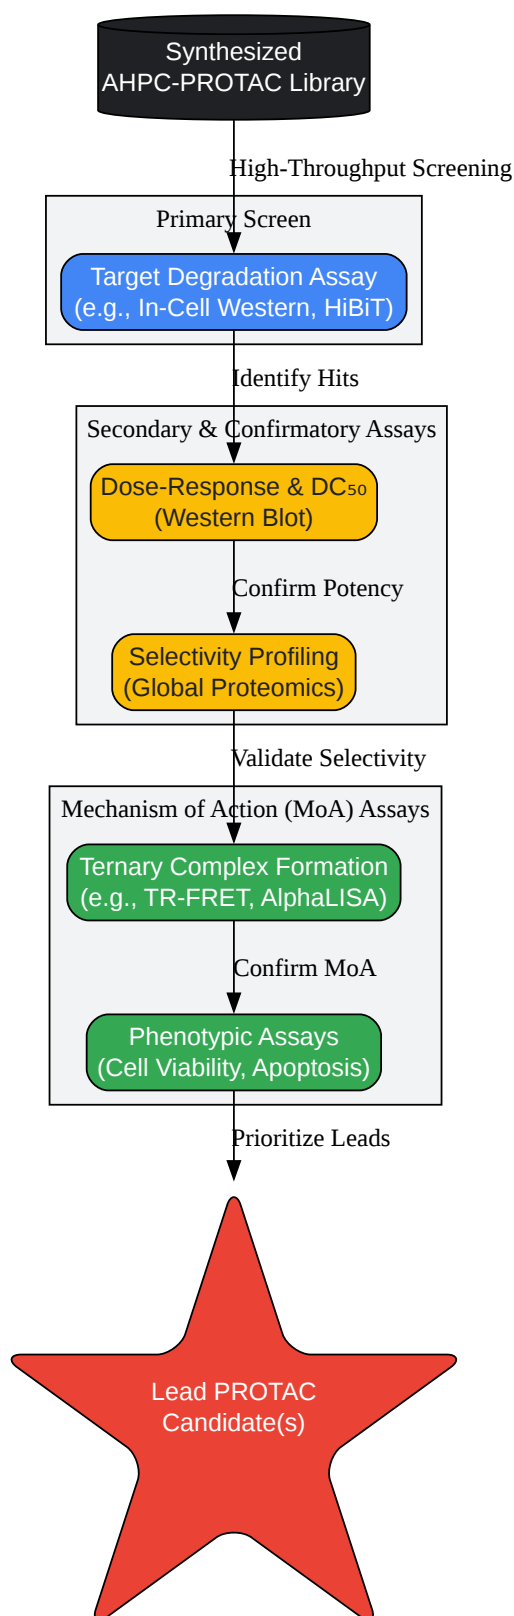 Synthesized
AHPC-PROTAC Library
High-Throughput Screening
Primary Screen
Target Degradation Assay
(e.g., In-Cell Western, HiBiT)
Identify Hits
Secondary & Confirmatory Assays
Dose-Response & DC₅₀
(Western Blot)
Confirm Potency
Selectivity Profiling
(Global Proteomics)
Validate Selectivity
Mechanism of Action (MoA) Assays
Ternary Complex Formation
(e.g., TR-FRET, AlphaLISA)
Confirm MoA
Phenotypic Assays
(Cell Viability, Apoptosis)
Prioritize Leads
Lead PROTAC
Candidate(s)